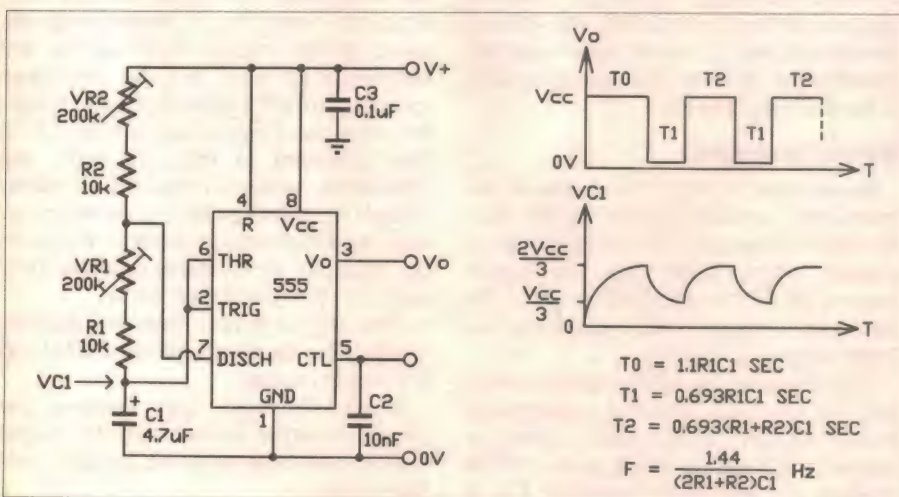 VR2
200k
R2
10k
VR1
200k
R1
10k
VC1
+
C1
4.7uF
V+
C3
0.1uF
4
R
8
Vcc
6
THR
Vo
3
Vo
555
2
TRIG
7
DISCH
CTL
5
GND
1
C2
10nF
0V
Vo
Vcc
0V
T0
T1
T2
T1
T2
T
VC1
2Vcc
3
Vcc
3
0
T
T0 = 1.1R1C1 SEC
T1 = 0.693R1C1 SEC
T2 = 0.693(R1+R2)C1 SEC
F = 1.44 Hz
(2R1+R2)C1